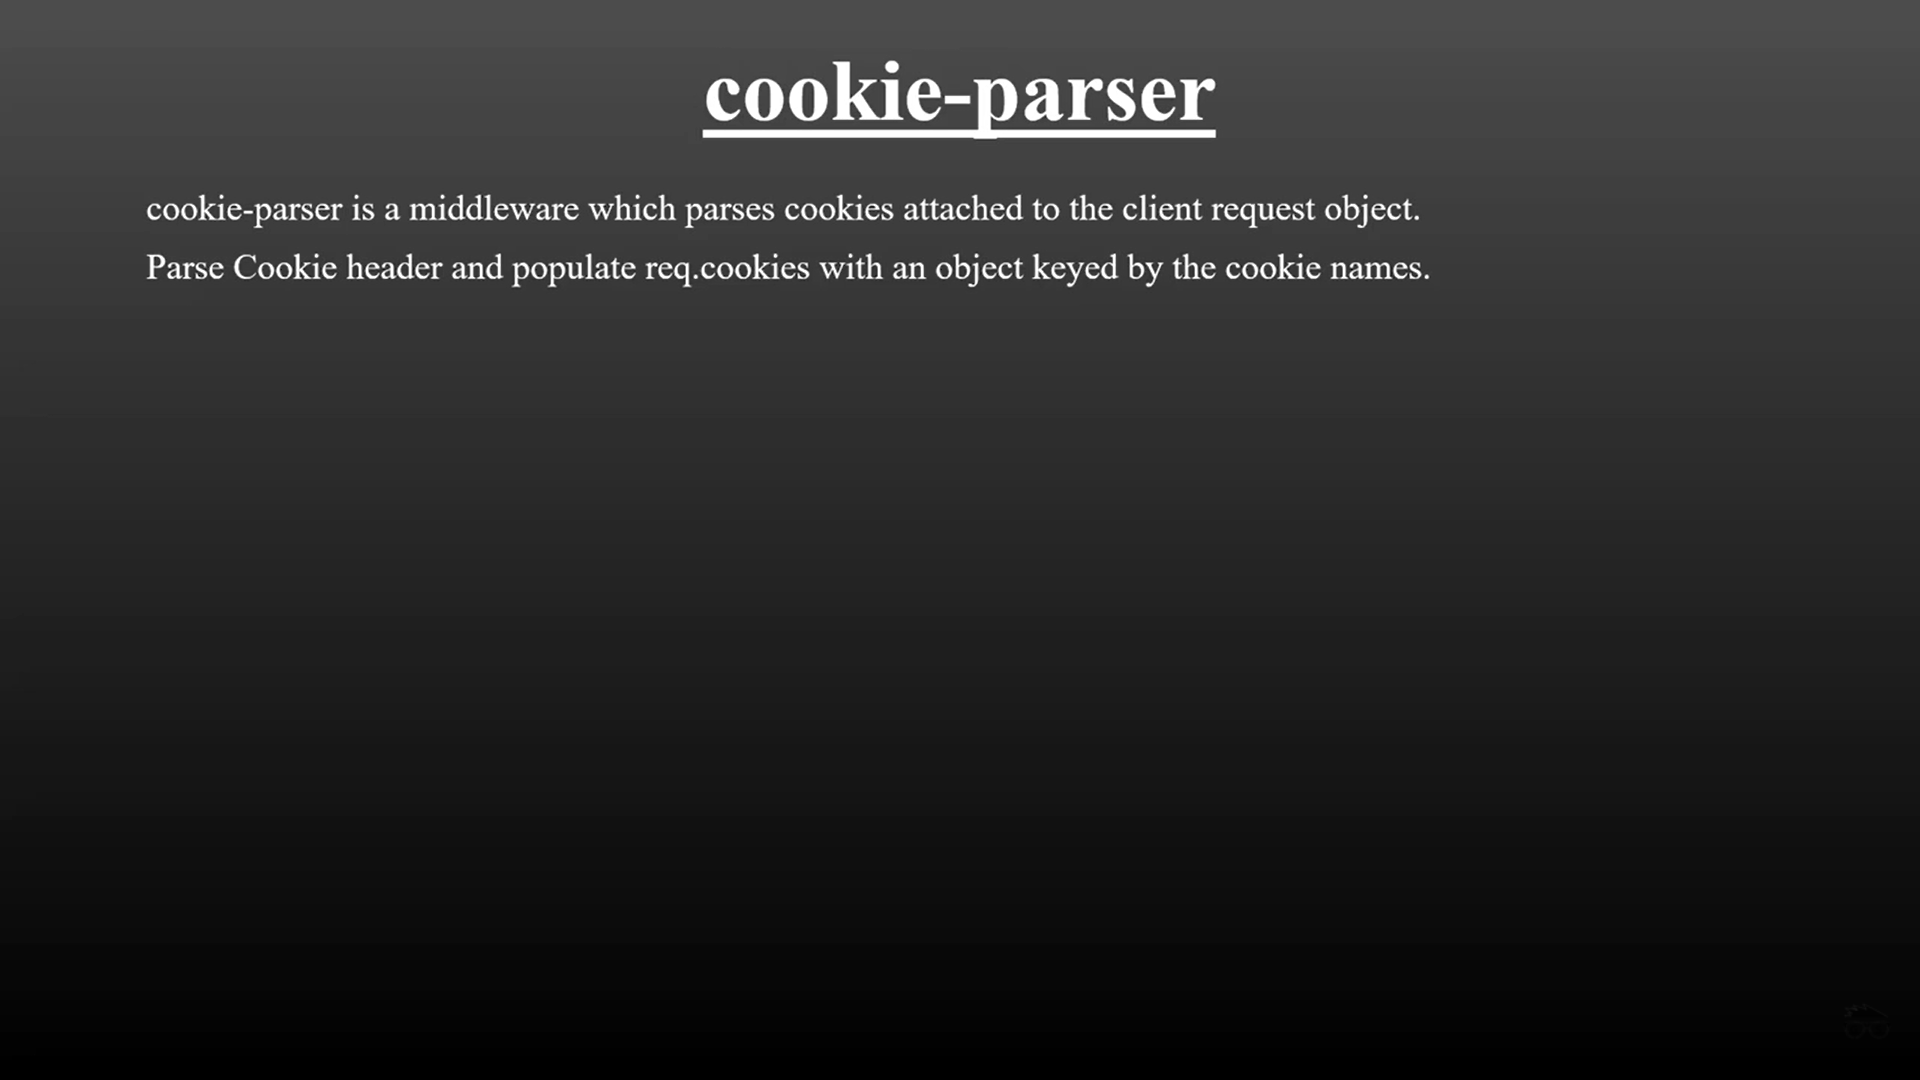 cookie-parser
cookie-parser is a middleware which parses cookies attached to the client request object.
Parse Cookie header and populate req.cookies with an object keyed by the cookie names.